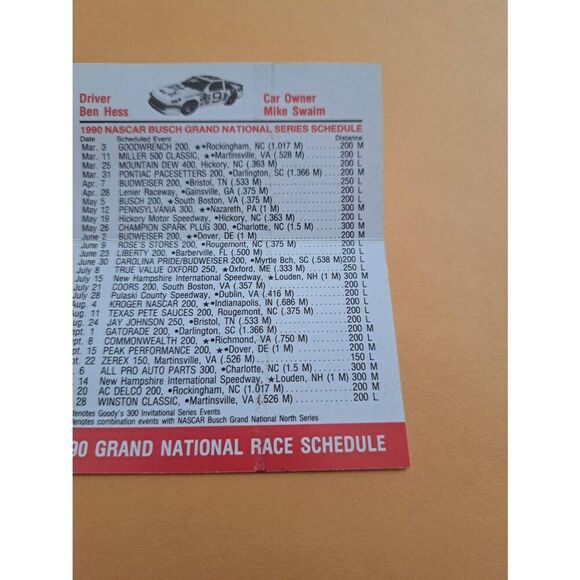 Driver
Ben Hess
91
Car Owner
Mike Swaim
1990 NASCAR BUSCH GRAND NATIONAL SERIES SCHEDULE
Date Scheduled Event Distance
Mar. 3 GOODWRENCH 200, ★•Rockingham, NC (1.017 M) 200 M
Mar. 11 MILLER 500 CLASSIC, ★•Martinsville, VA (.528 M) 200 L
Mar. 25 MOUNTAIN DEW 400, Hickory, NC (.363 M) 200 L
Mar. 31 PONTIAC PACESETTERS 200, •Darlington, SC (1.366 M) 200 M
Apr. 7 BUDWEISER 200, •Bristol, TN (.533 M) 250 L
Apr. 28 Lenier Raceway, •Gainsville, GA (.375 M) 200 L
May 5 BUSCH 200, ★South Boston, VA (.375 M) 200 L
May 12 PENNSYLVANIA 300, ★•Nazareth, PA (1 M) 300 M
May 19 Hickory Motor Speedway, •Hickory, NC (.363 M) 200 L
May 26 CHAMPION SPARK PLUG 300, •Charlotte, NC (1.5 M) 300 M
June 2 BUDWEISER 200, ★•Dover, DE (1 M) 200 M
June 9 ROSE'S STORES 200, •Rougemont, NC (.375 M) 200 L
June 23 LIBERTY 200, •Barberville, FL (.500 M) 200 L
June 30 CAROLINA PRIDE/BUDWEISER 200, •Myrtle Bch, SC (.538 M) 200 L
July 8 TRUE VALUE OXFORD 250, ★•Oxford, ME (.333 M) 250 L
July 15 New Hampshire International Speedway, ★•Louden, NH (1 M) 300 M
July 21 COORS 200, South Boston, VA (.357 M) 200 L
July 28 Pulaski County Speedway, •Dublin, VA (.416 M) 200 L
Aug. 4 KROGER NASCAR 200, ★•Indianapolis, IN (.686 M) 200 L
Aug. 11 TEXAS PETE SAUCES 200, Rougemont, NC (.375 M) 200 L
Aug. 24 JAY JOHNSON 250, •Bristol, TN (.533 M) 200 L
ept. 1 GATORADE 200, •Darlington, SC (1.366 M) 200 M
ept. 8 COMMONWEALTH 200, ★•Richmond, VA (.750 M) 200 L
pt. 15 PEAK PERFORMANCE 200, ★•Dover, DE (1 M) 200 M
pt. 22 ZEREX 150, Martinsville, VA (.526 M) 150 L
. 6 ALL PRO AUTO PARTS 300, •Charlotte, NC (1.5 M) 300 M
14 New Hampshire International Speedway, ★Louden, NH (1 M) 300 M
20 AC DELCO 200, •Rockingham, NC (1.017 M) 200 M
28 WINSTON CLASSIC, •Martinsville, VA (.526 M) 200 L
denotes Goody's 300 Invitational Series Events
denotes combination events with NASCAR Busch Grand National North Series
90 GRAND NATIONAL RACE SCHEDULE